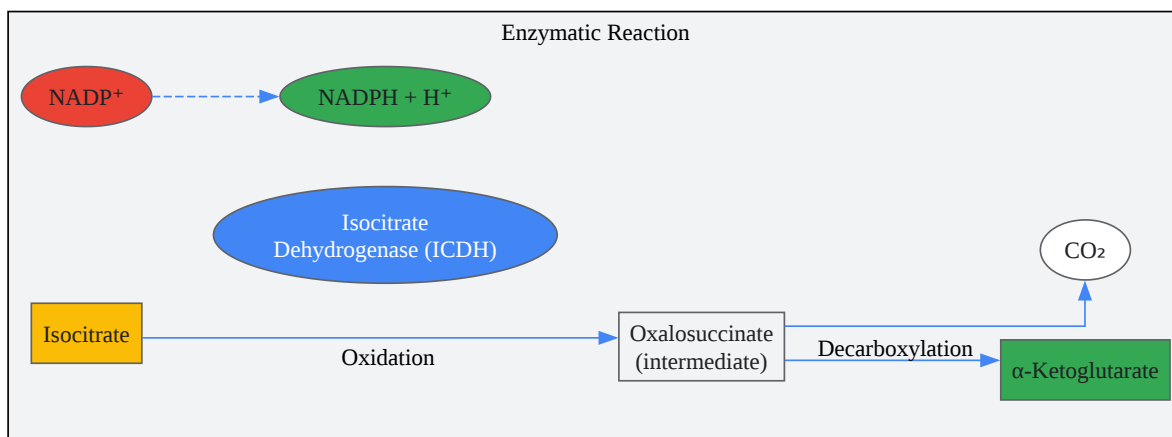 Enzymatic Reaction
NADP⁺
NADPH + H⁺
Isocitrate
Dehydrogenase (ICDH)
CO₂
Isocitrate
Oxidation
Oxalosuccinate
(intermediate)
Decarboxylation
α-Ketoglutarate